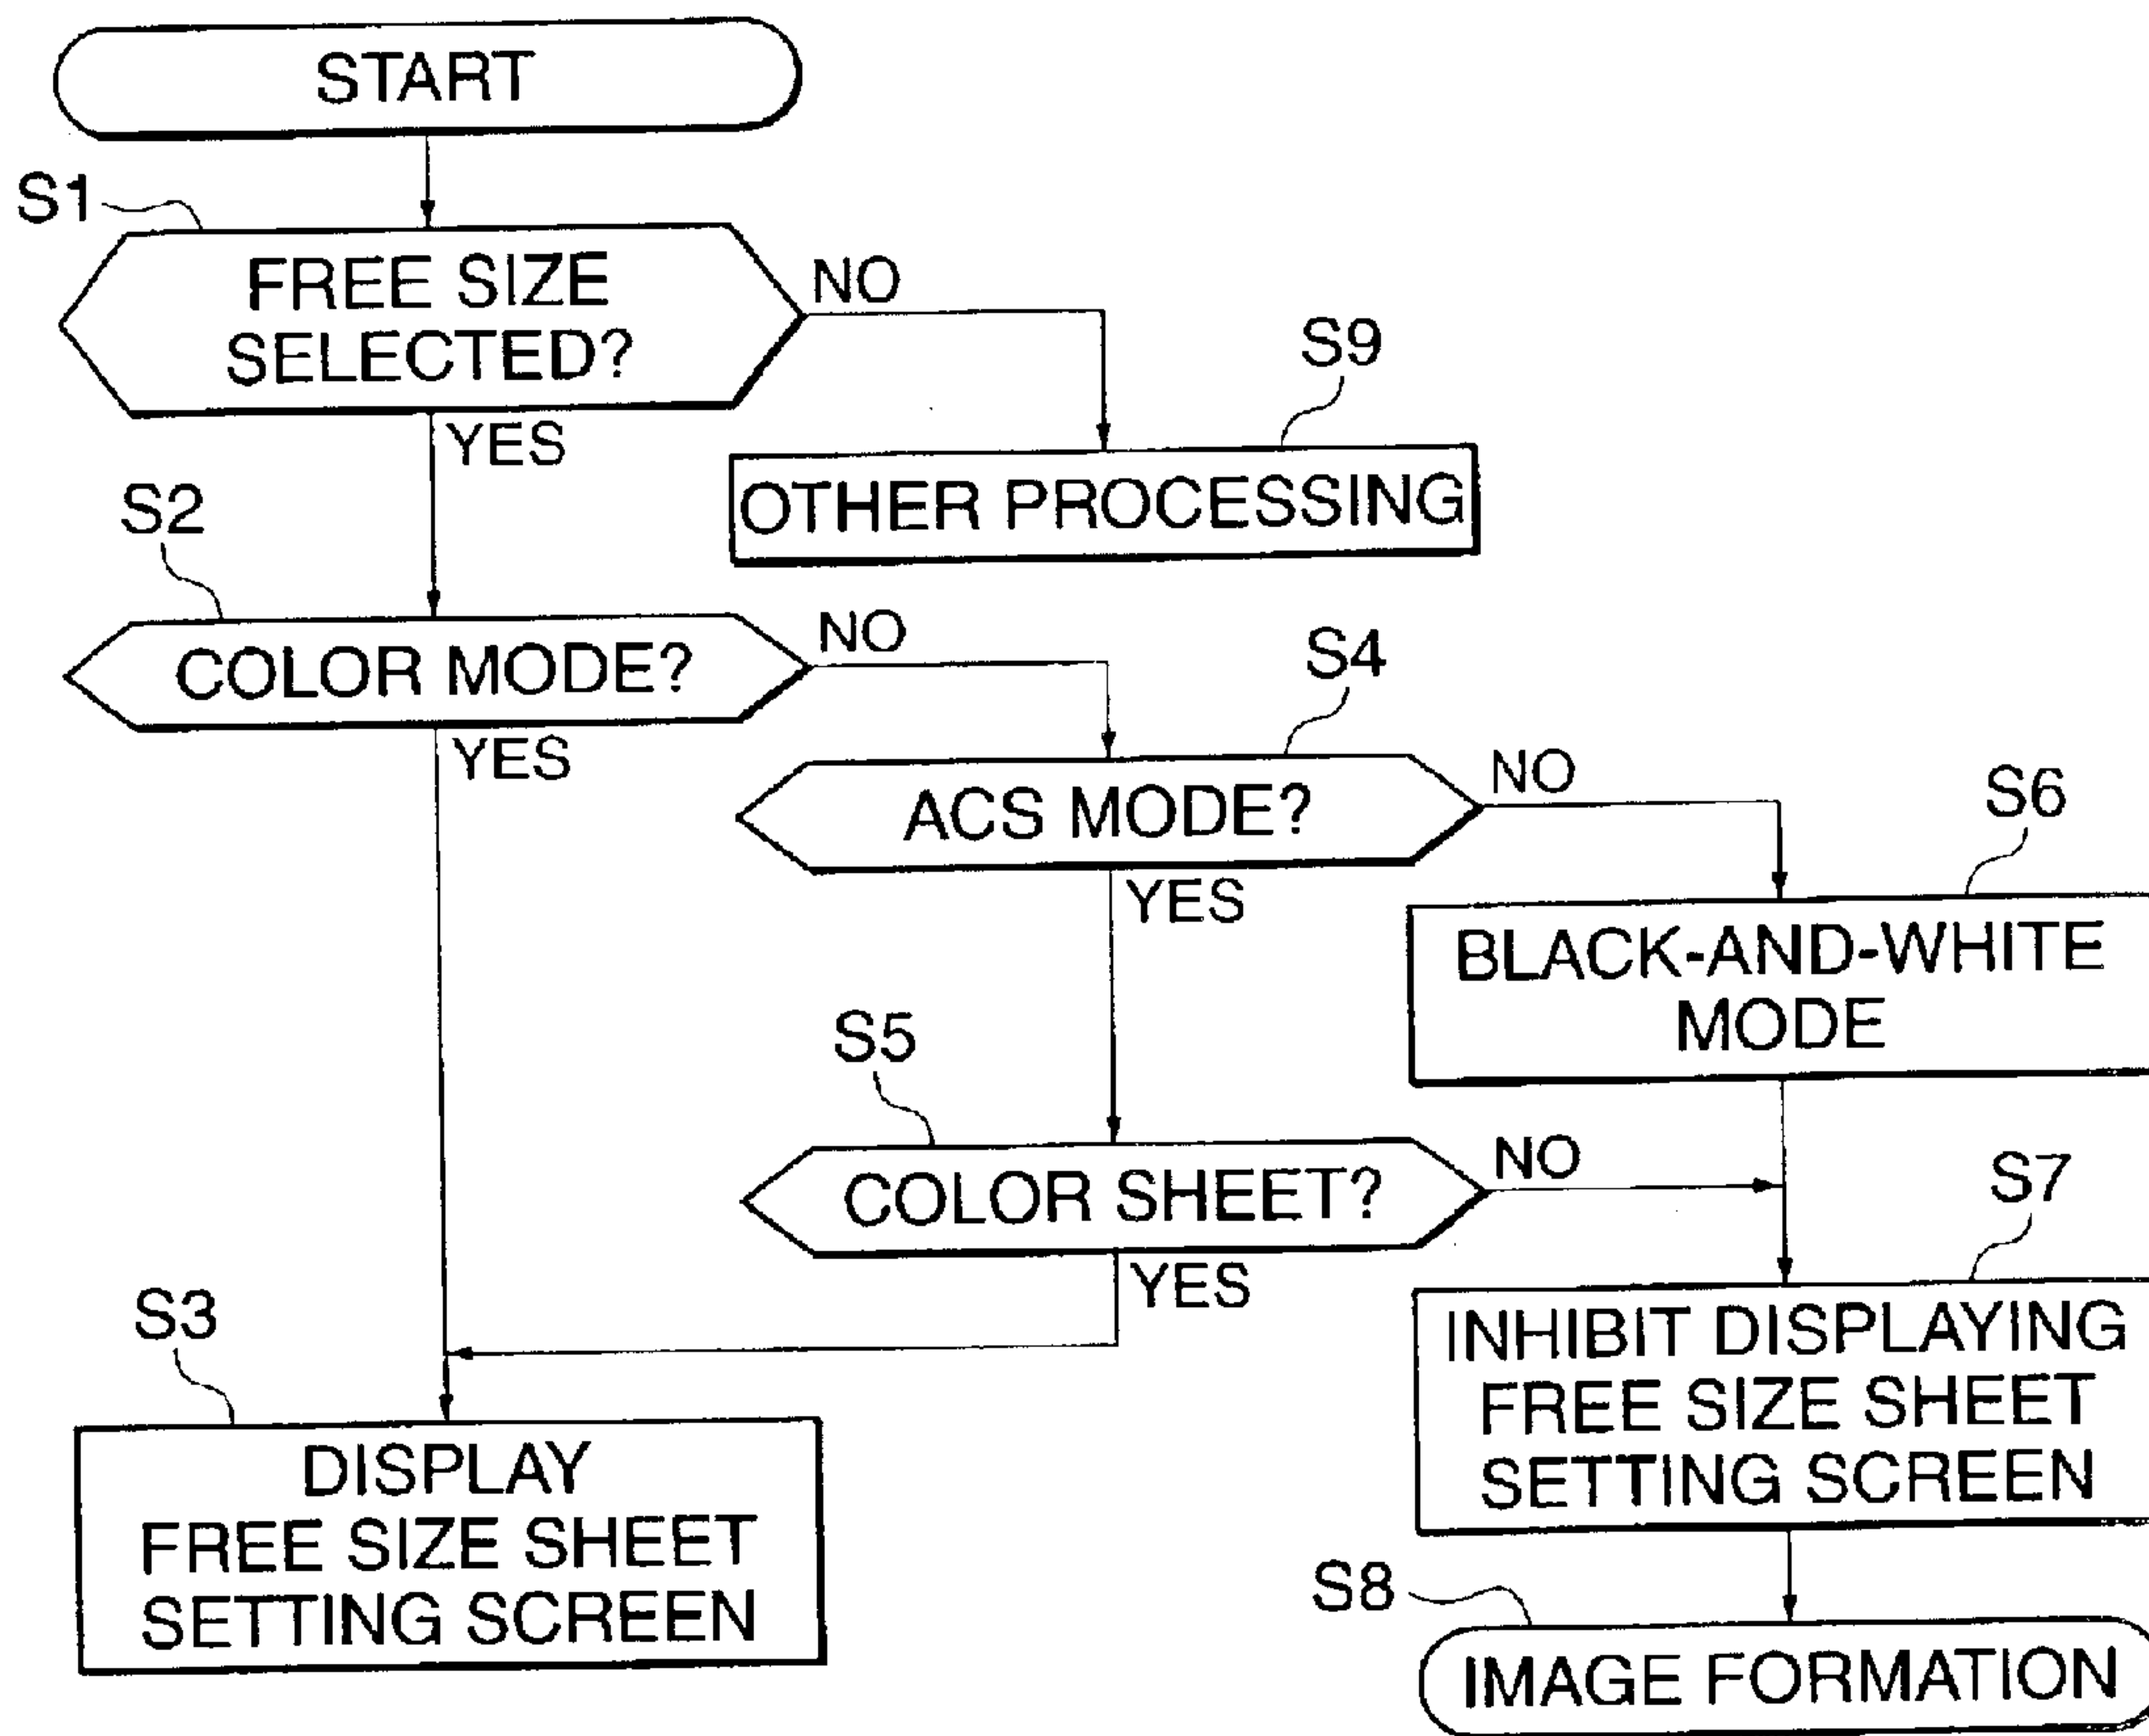 START
S1
FREE SIZE
SELECTED?
NO
YES
S9
OTHER PROCESSING
S2
COLOR MODE?
NO
YES
S4
ACS MODE?
NO
YES
S6
BLACK-AND-WHITE
MODE
S5
COLOR SHEET?
NO
YES
S7
INHIBIT DISPLAYING
FREE SIZE SHEET
SETTING SCREEN
S3
DISPLAY
FREE SIZE SHEET
SETTING SCREEN
S8
IMAGE FORMATION